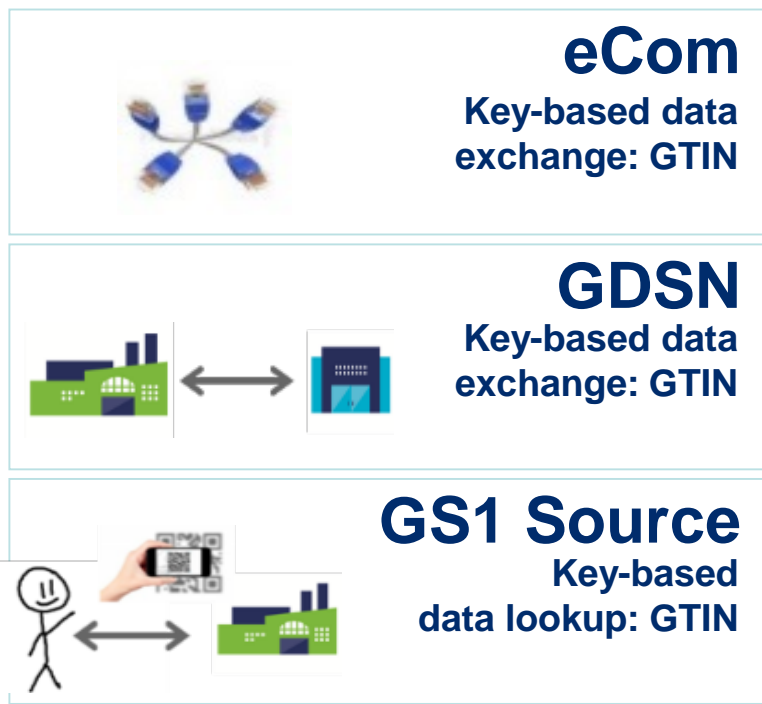 eCom
Key-based data
exchange: GTIN
GDSN
Key-based data
exchange: GTIN
GS1 Source
Key-based
data lookup: GTIN